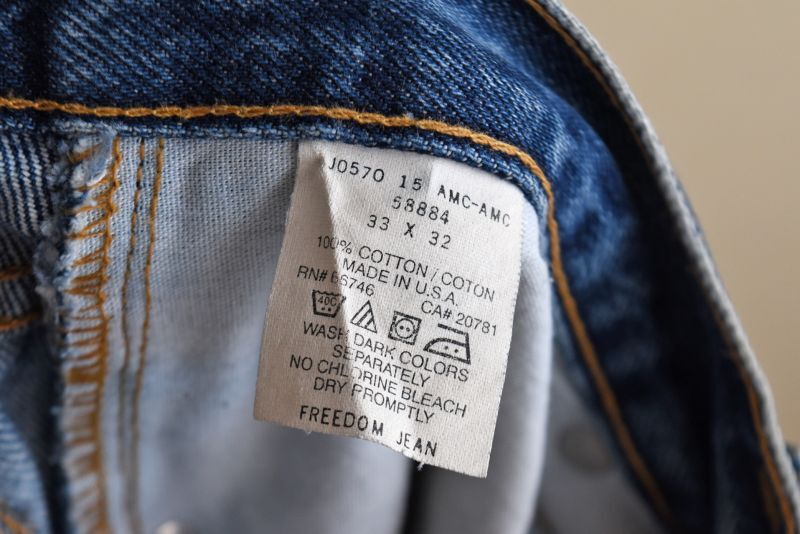 J0570 15 AMC-AMC
58884
33 X 32
100% COTTON / COTON
MADE IN U.S.A.
RN# 66746 CA# 20781
40C
WASH DARK COLORS
SEPARATELY
NO CHLORINE BLEACH
DRY PROMPTLY
FREEDOM JEAN